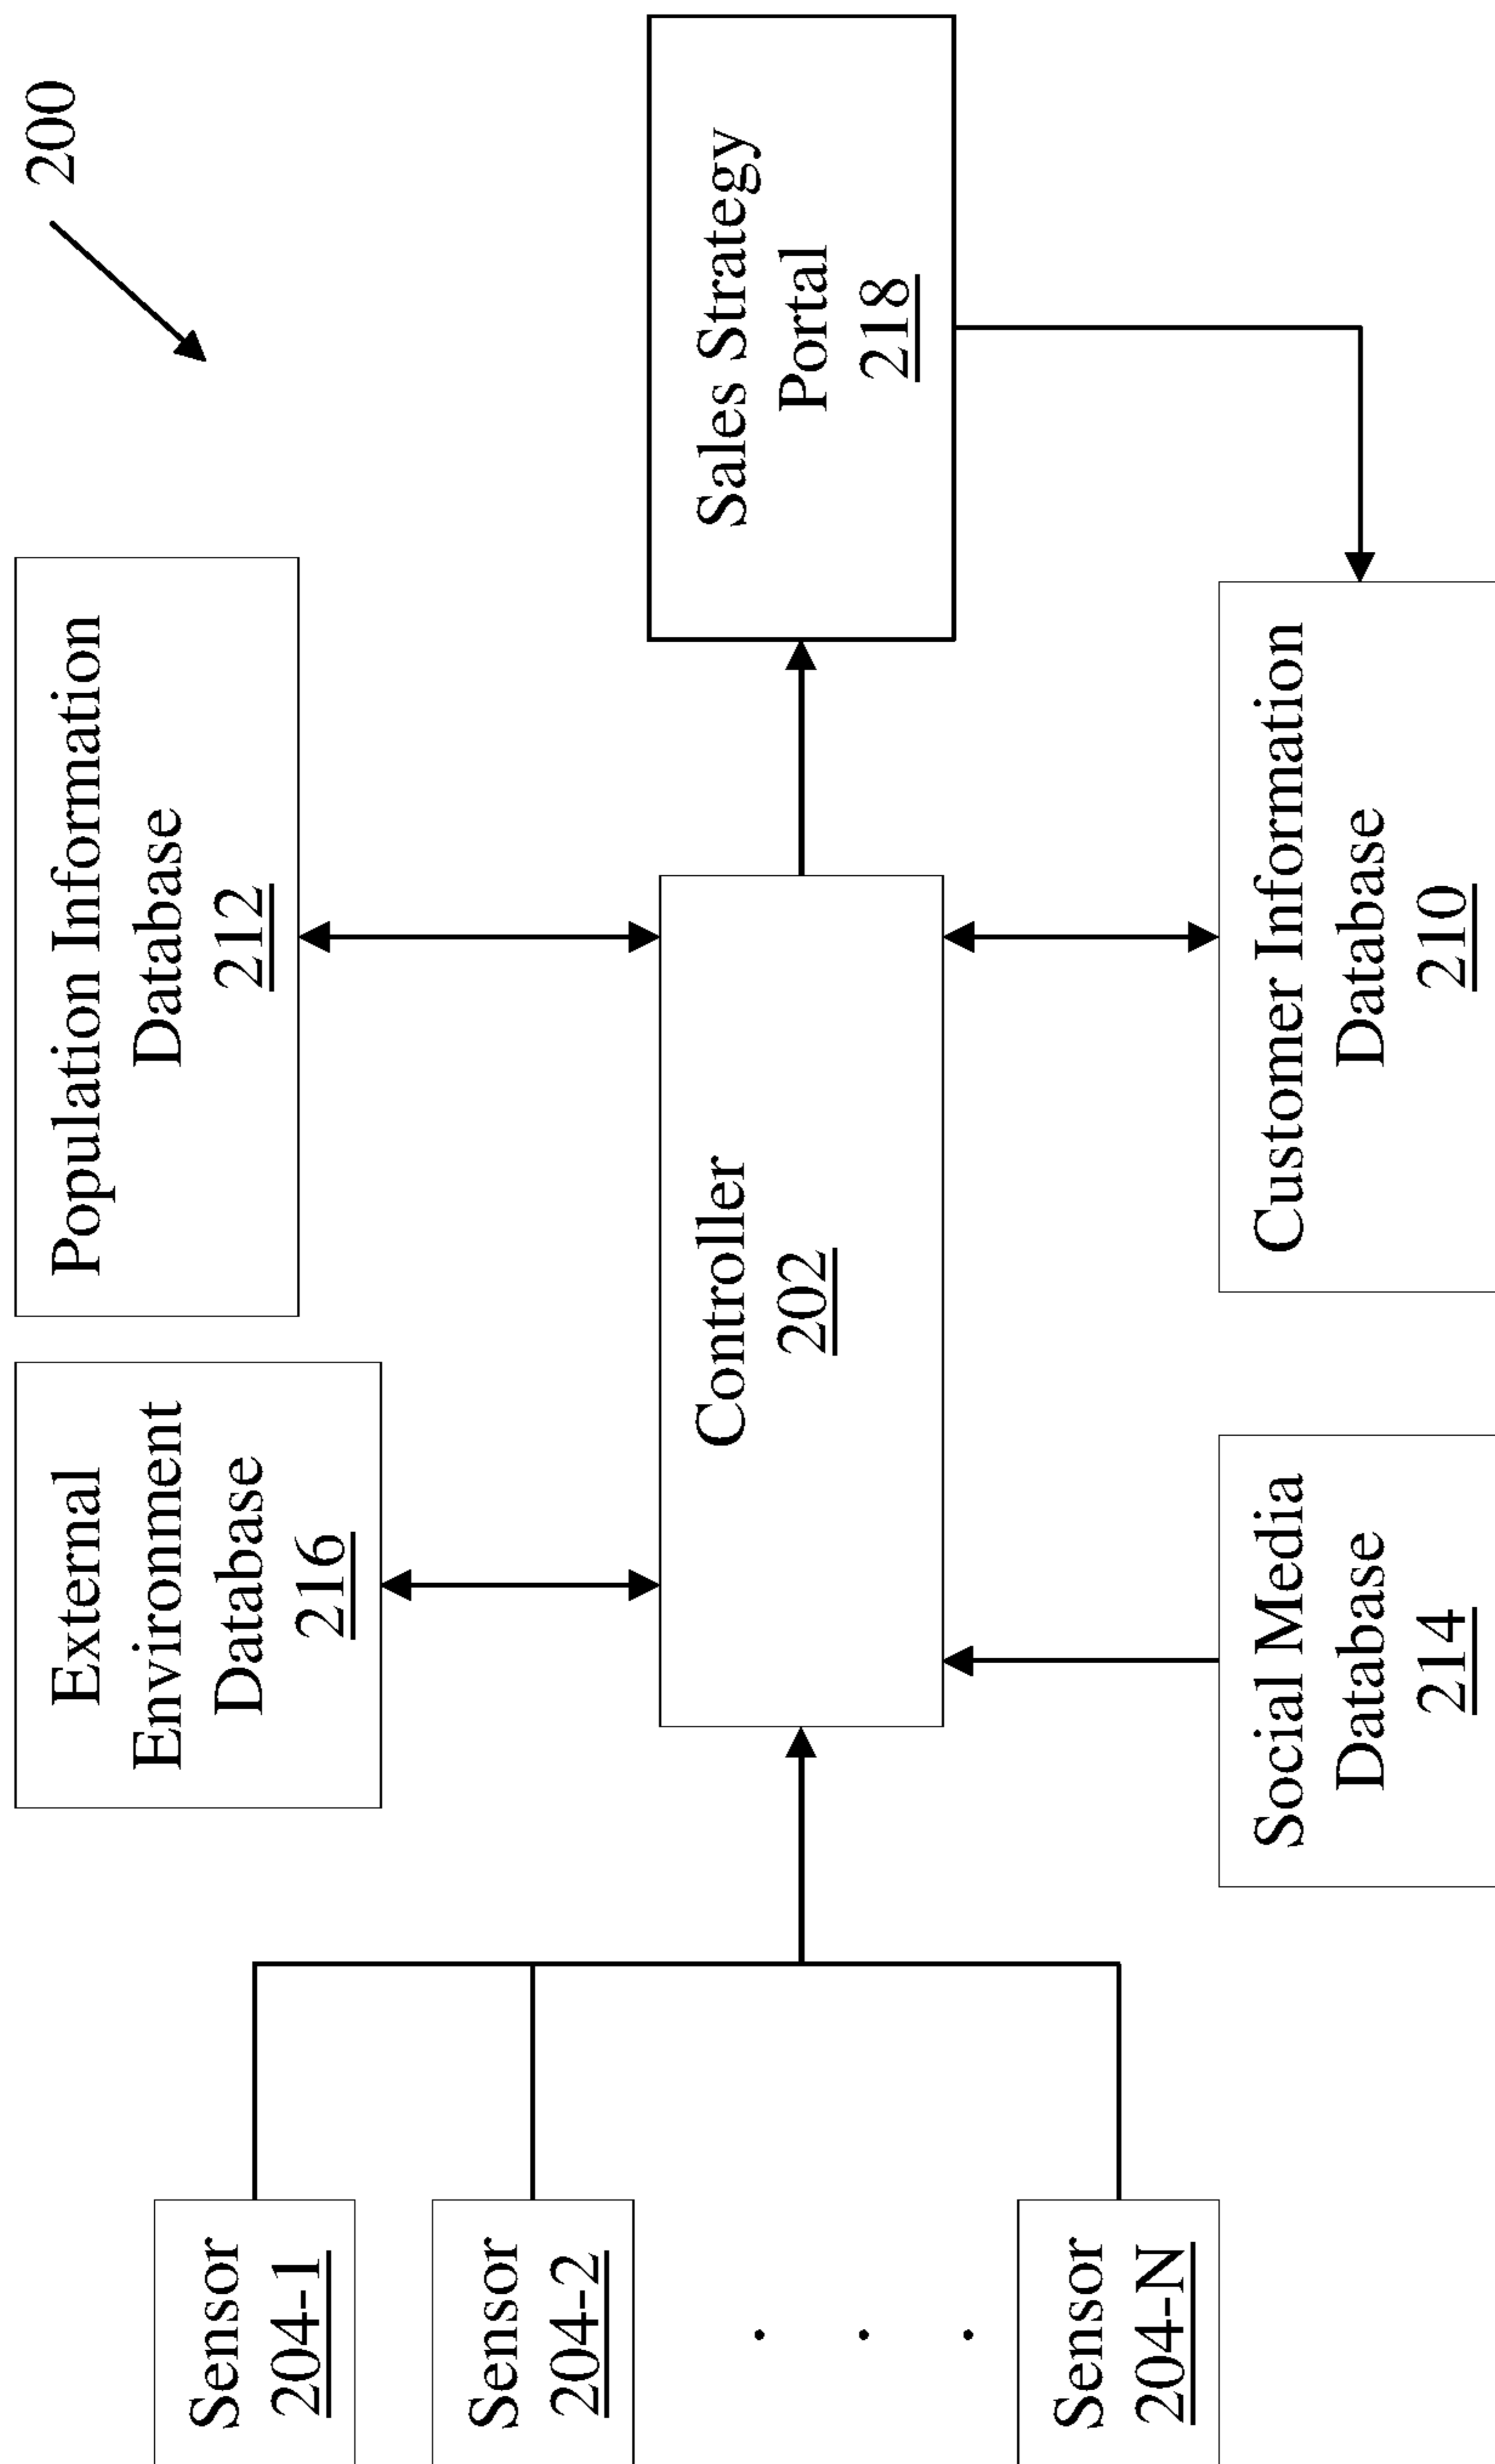 200
External
Environment
Database
216
Population Information
Database
212
Sensor
204-1
Sensor
204-2
. . .
Sensor
204-N
Controller
202
Sales Strategy
Portal
218
Social Media
Database
214
Customer Information
Database
210